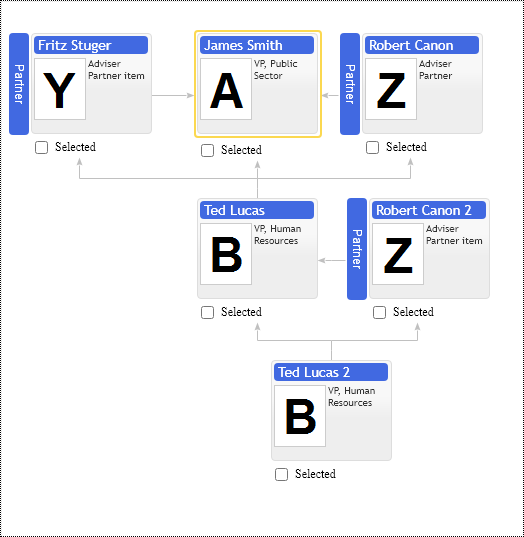 Partner
Fritz Stuger
Y
Adviser
Partner item
Selected
James Smith
A
VP, Public
Sector
Selected
Partner
Robert Canon
Z
Adviser
Partner
Selected
Ted Lucas
B
VP, Human
Resources
Selected
Partner
Robert Canon 2
Z
Adviser
Partner item
Selected
Ted Lucas 2
B
VP, Human
Resources
Selected